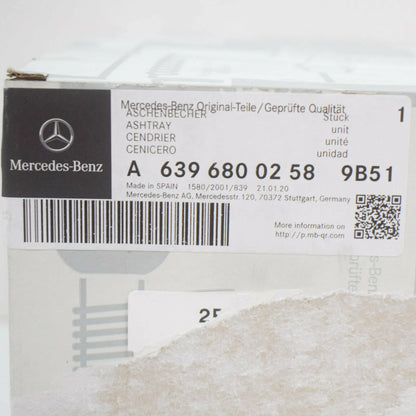 Mercedes-Benz Original-Teile/Geprüfte Qualität
ASCHENBECHER Stück 1
ASHTRAY unit
CENDRIER unité
CENICERO unidad
Mercedes-Benz
A 639 680 02 58 9B51
Made in SPAIN 1580/2001/839 21.01.20
Mercedes-Benz AG, Mercedesstr. 120, 70372 Stuttgart, Germany
More information on
http://p.mb-qr.com